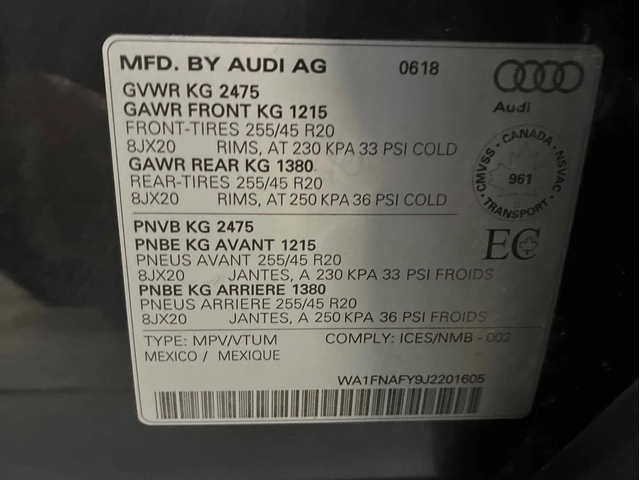 MFD. BY AUDI AG 0618
Audi
GVWR KG 2475
GAWR FRONT KG 1215
FRONT-TIRES 255/45 R20
8JX20 RIMS, AT 230 KPA 33 PSI COLD
GAWR REAR KG 1380
REAR-TIRES 255/45 R20
8JX20 RIMS, AT 250 KPA 36 PSI COLD
CMVSS - CANADA - NSVAC - TRANSPORT -
961
PNVB KG 2475
PNBE KG AVANT 1215
PNEUS AVANT 255/45 R20
8JX20 JANTES, A 230 KPA 33 PSI FROIDS
PNBE KG ARRIERE 1380
PNEUS ARRIERE 255/45 R20
8JX20 JANTES, A 250 KPA 36 PSI FROIDS
EC
TYPE: MPV/VTUM COMPLY: ICES/NMB - 002
MEXICO / MEXIQUE
WA1FNAFY9J2201605